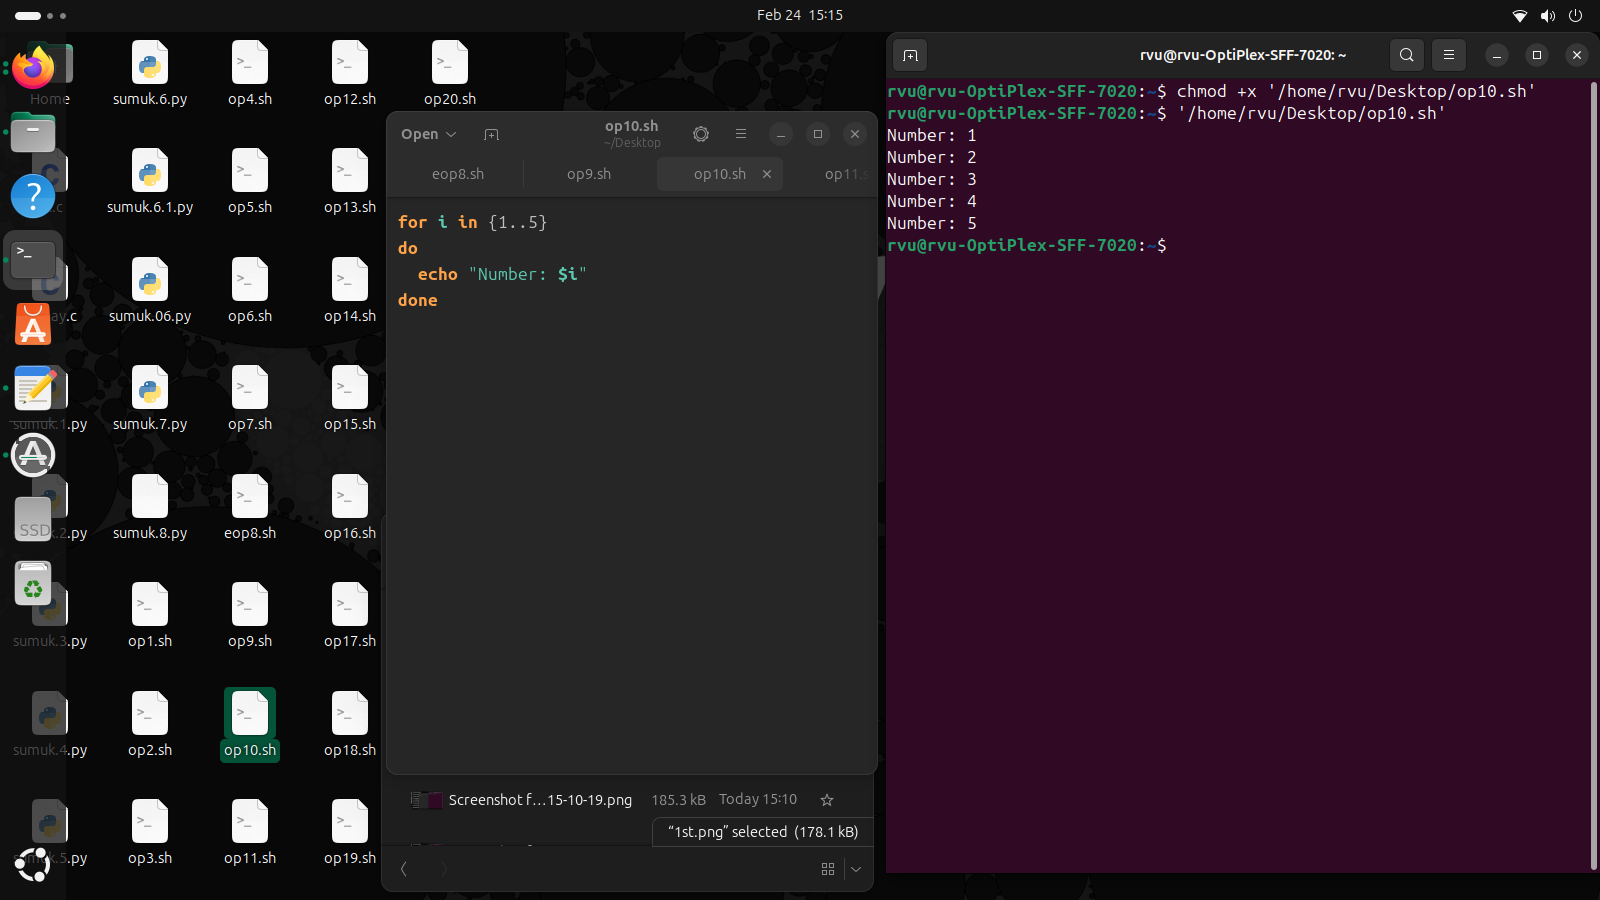 Feb 24 15:15
Home
sumuk.6.py
op4.sh
op12.sh
op20.sh
.c
sumuk.6.1.py
op5.sh
op13.sh
ay.c
sumuk.06.py
op6.sh
op14.sh
sumuk.1.py
sumuk.7.py
op7.sh
op15.sh
SSD
.2.py
sumuk.8.py
eop8.sh
op16.sh
sumuk.3.py
op1.sh
op9.sh
op17.sh
sumuk.4.py
op2.sh
op10.sh
op18.sh
.5.py
op3.sh
op11.sh
op19.sh
Open
op10.sh
~/Desktop
eop8.sh
op9.sh
op10.sh
op11.s
for i in {1..5}
do
echo "Number: $i"
done
Screenshot f…15-10-19.png 185.3 kB Today 15:10
“1st.png” selected (178.1 kB)
rvu@rvu-OptiPlex-SFF-7020: ~
rvu@rvu-OptiPlex-SFF-7020:~$ chmod +x '/home/rvu/Desktop/op10.sh'
rvu@rvu-OptiPlex-SFF-7020:~$ '/home/rvu/Desktop/op10.sh'
Number: 1
Number: 2
Number: 3
Number: 4
Number: 5
rvu@rvu-OptiPlex-SFF-7020:~$